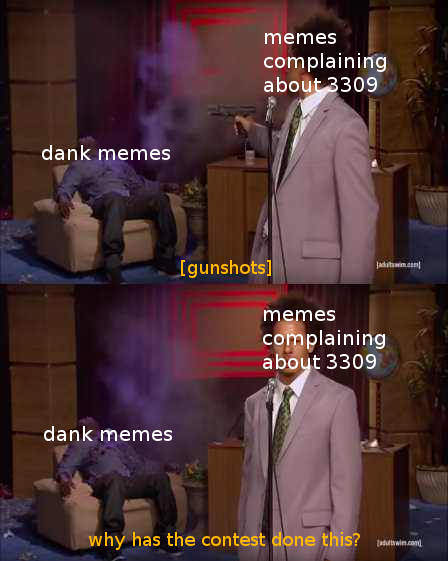 memes
complaining
about 3309
dank memes
[gunshots]
[adultswim.com]
memes
complaining
about 3309
dank memes
why has the contest done this?
[adultswim.com]